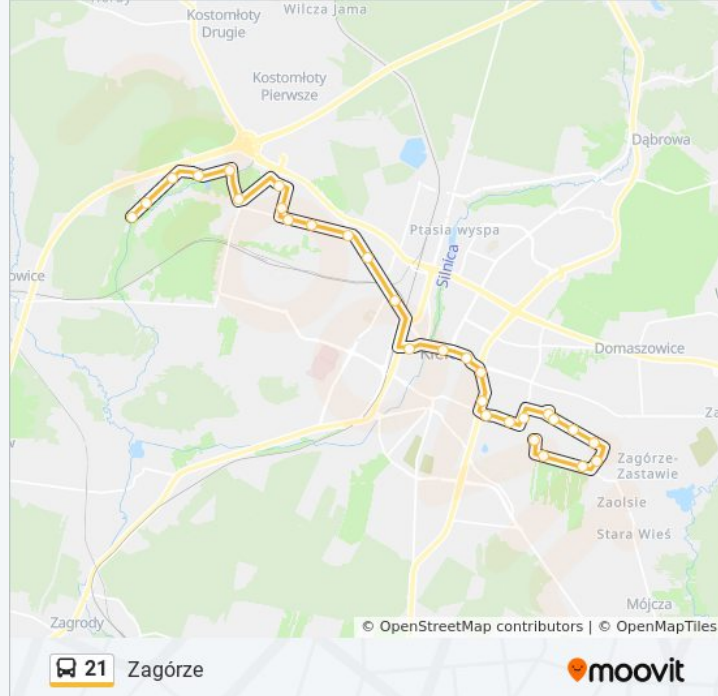 Wilcza Jama
Kostomłoty
Drugie
Kostomłoty
Pierwsze
Dąbrowa
Ptasia wyspa
Silnica
owice
Domaszowice
Kiel
Za
Zagórze-
Zastawie
Zaolsie
Stara Wieś
Mójcza
Zagrody
© OpenStreetMap contributors | © OpenMapTiles
21 Zagórze
moovit